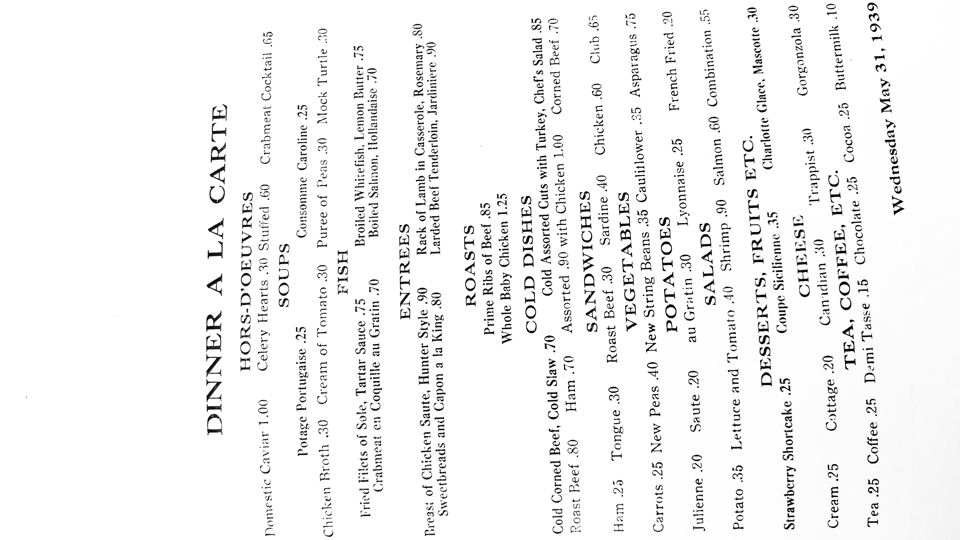 DINNER A LA CARTE
HORS-D'OEUVRES
Domestic Caviar 1.00 Celery Hearts .30 Stuffed .60 Crabmeat Cocktail .65
SOUPS
Potage Portugaise .25 Consomme Caroline .25
Chicken Broth .30 Cream of Tomato .30 Puree of Peas .30 Mock Turtle .30
FISH
Fried Filets of Sole, Tartar Sauce .75 Broiled Whitefish, Lemon Butter .75
Crabmeat en Coquille au Gratin .70 Boiled Salmon, Hollandaise .70
ENTREES
Breast of Chicken Saute, Hunter Style .90 Rack of Lamb in Casserole, Rosemary .80
Sweetbreads and Capon a la King .80 Larded Beef Tenderloin, Jardiniere .90
ROASTS
Prime Ribs of Beef .85
Whole Baby Chicken 1.25
COLD DISHES
Cold Corned Beef, Cold Slaw .70 Cold Assorted Cuts with Turkey, Chef's Salad .85
Roast Beef .80 Ham .70 Assorted .90 with Chicken 1.00 Corned Beef .70
SANDWICHES
Ham .25 Tongue .30 Roast Beef .30 Sardine .40 Chicken .60 Club .65
VEGETABLES
Carrots .25 New Peas .40 New String Beans .35 Cauliflower .35 Asparagus .75
POTATOES
Julienne .20 Saute .20 au Gratin .30 Lyonnaise .25 French Fried .20
SALADS
Potato .35 Lettuce and Tomato .40 Shrimp .90 Salmon .60 Combination .55
DESSERTS, FRUITS ETC.
Strawberry Shortcake .25 Coupe Sicilienne .35 Charlotte Glace, Mascotte .30
CHEESE
Cream .25 Cottage .20 Canadian .30 Trappist .30 Gorgonzola .30
TEA, COFFEE, ETC.
Tea .25 Coffee .25 Demi Tasse .15 Chocolate .25 Cocoa .25 Buttermilk .10
Wednesday May 31, 1939